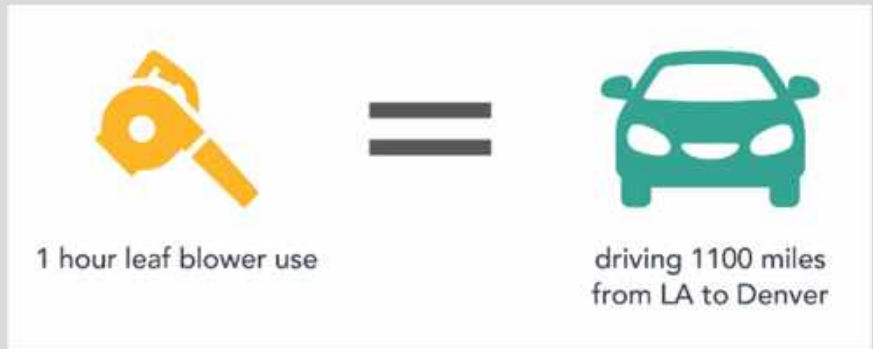 1 hour leaf blower use
driving 1100 miles
from LA to Denver